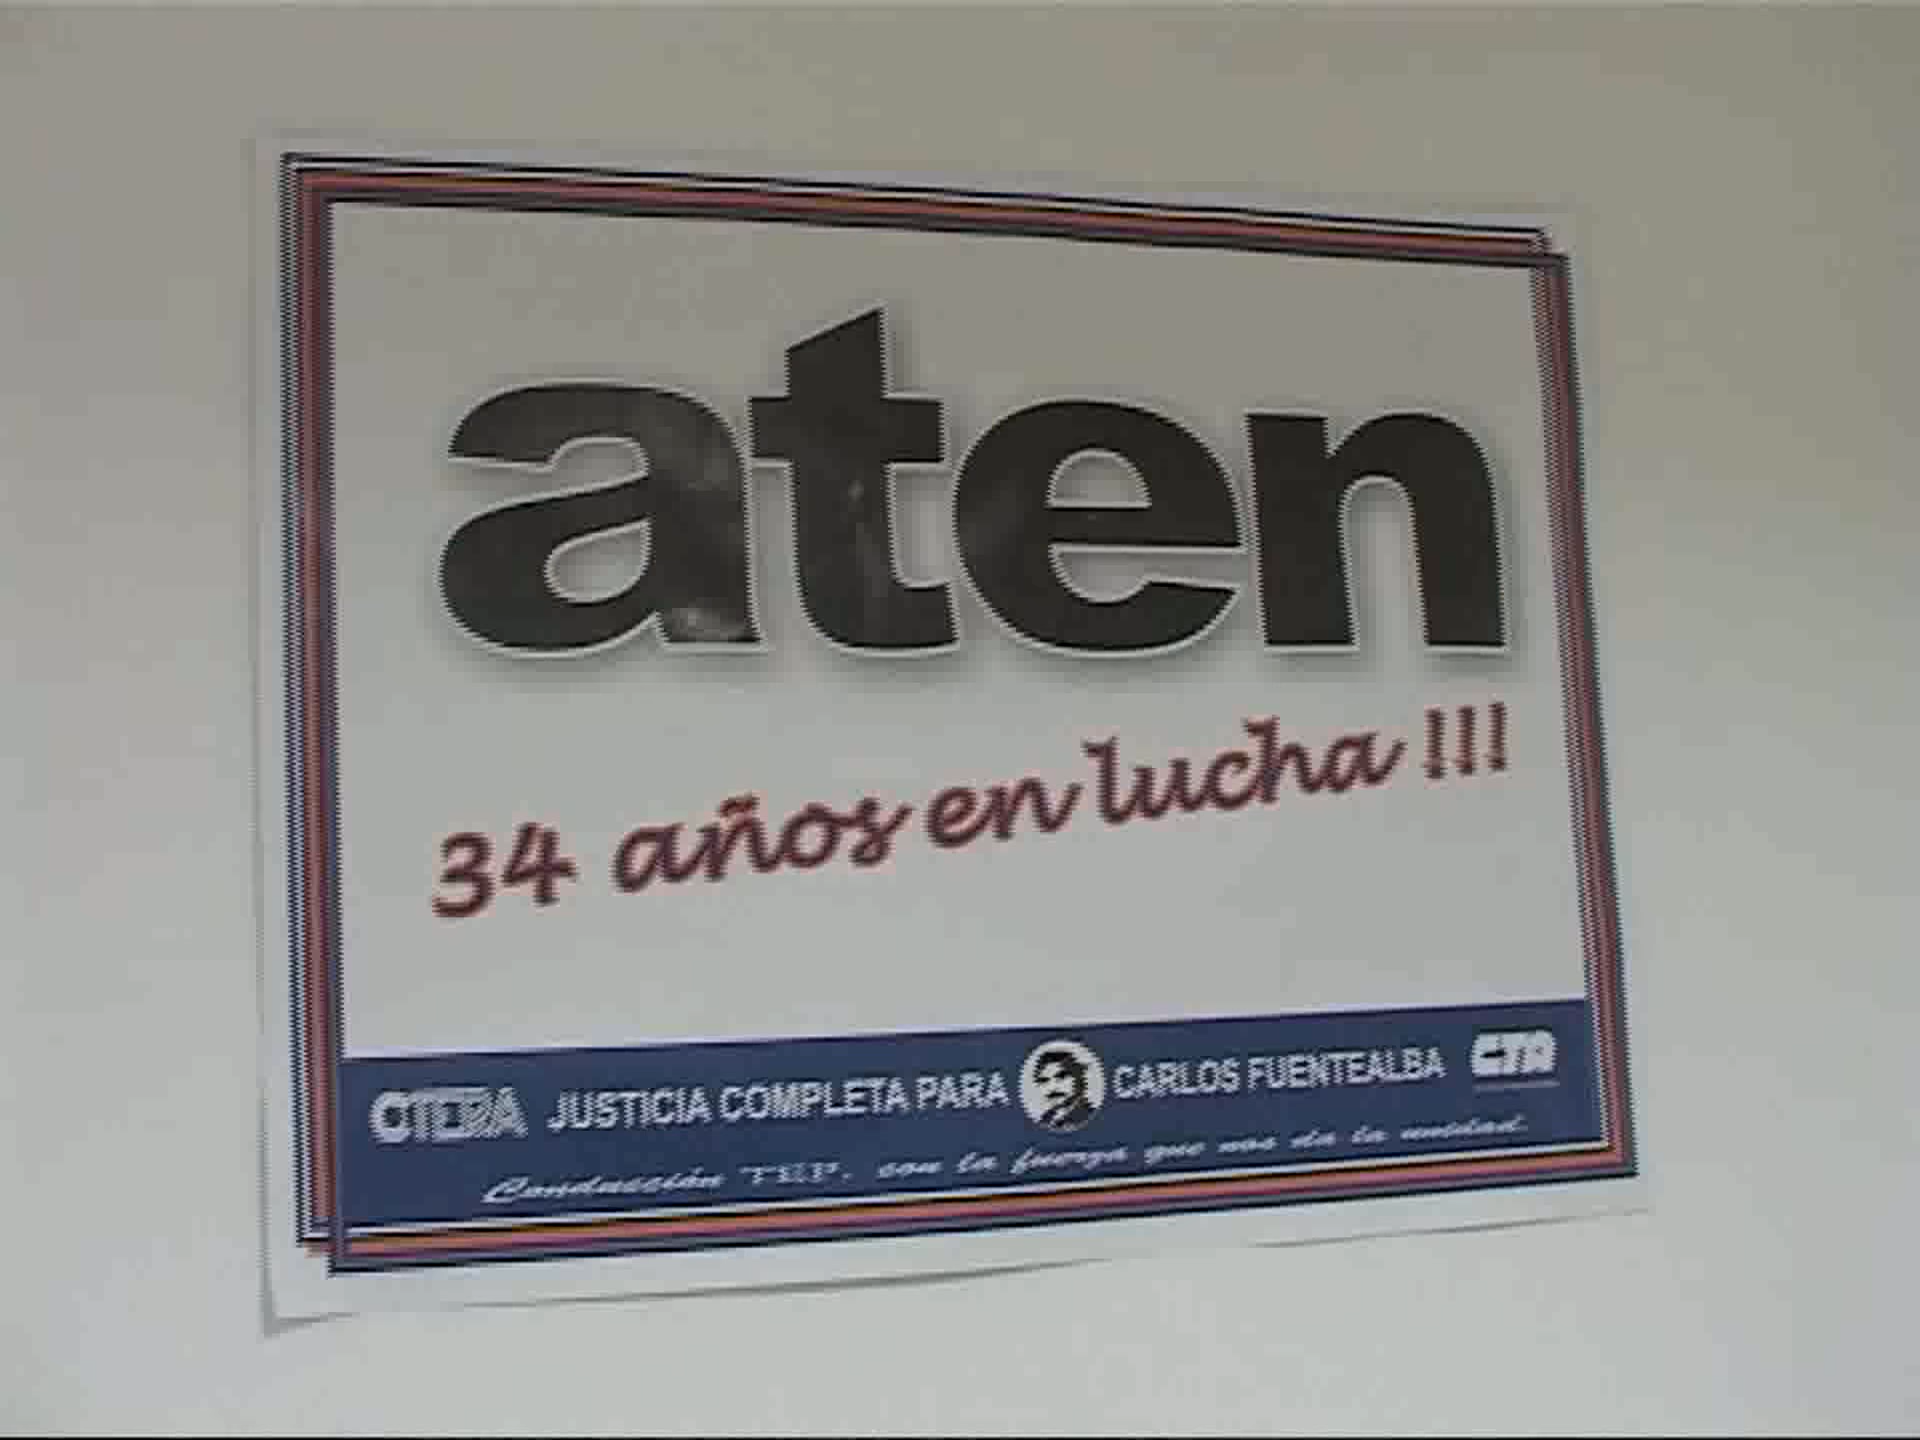 aten
34 años en lucha !!!
CTERA JUSTICIA COMPLETA PARA CARLOS FUENTEALBA CTA
Conducción TEP, con la fuerza que nos da la unidad.